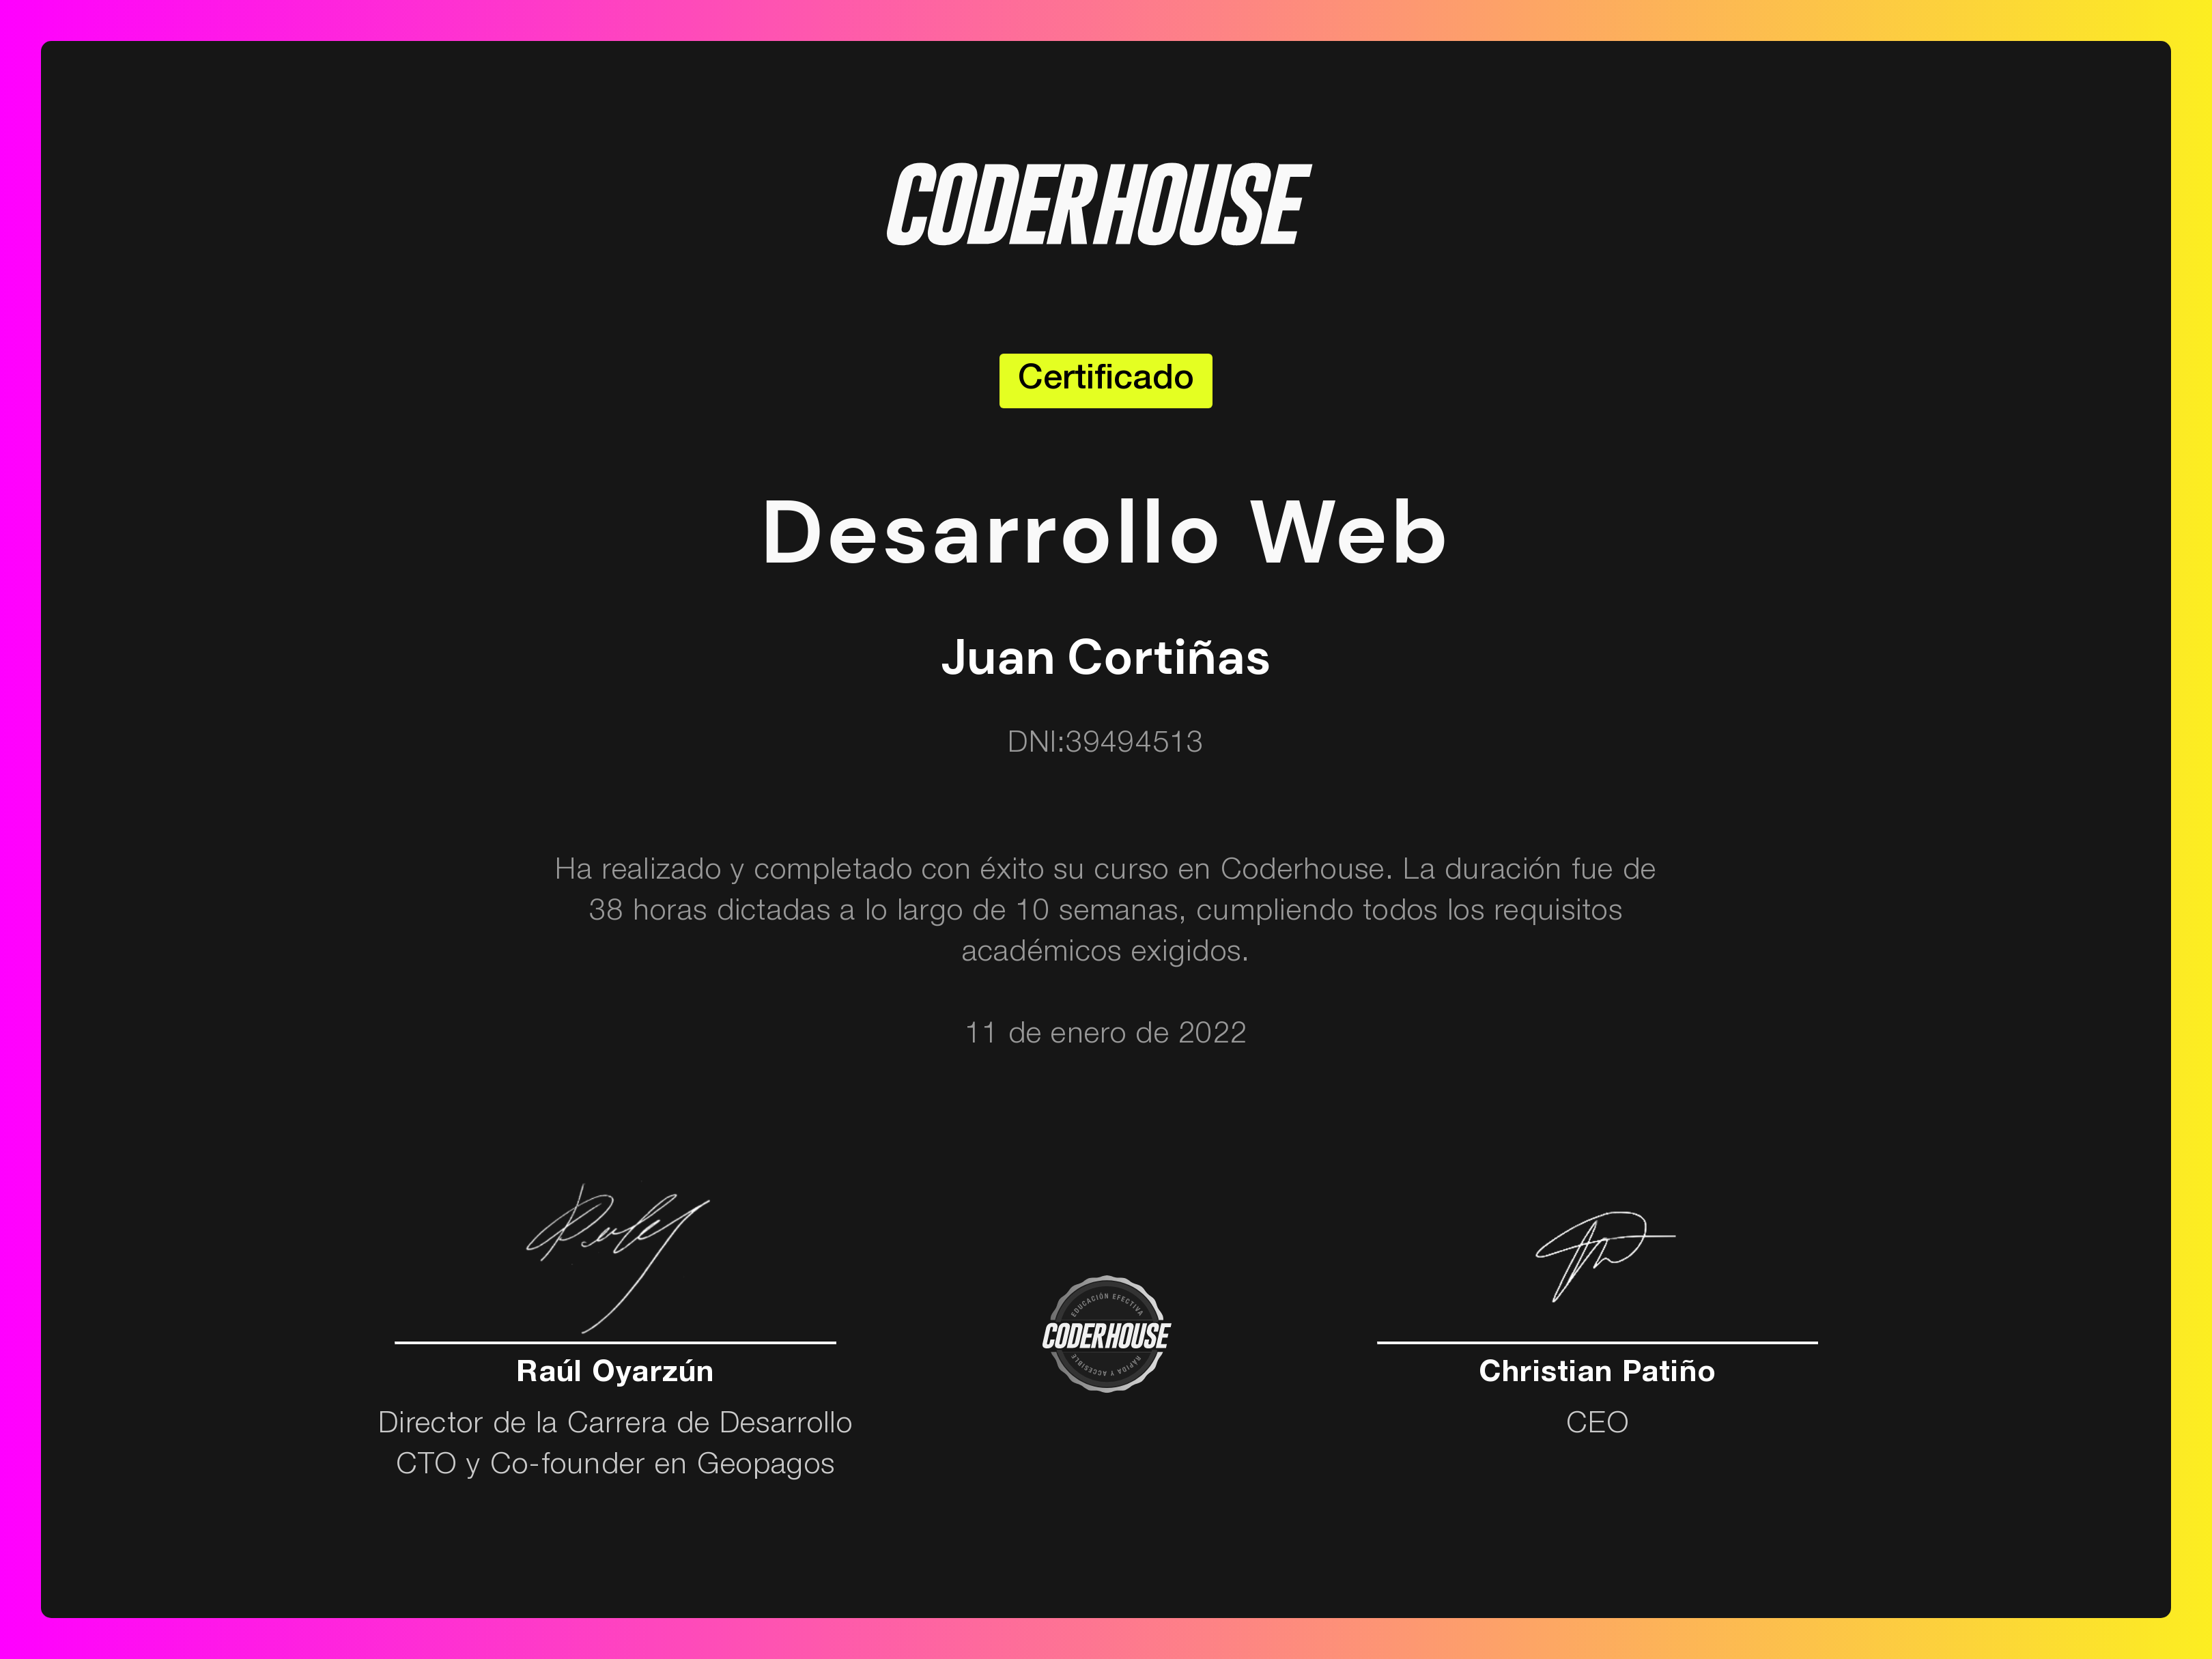 CODERHOUSE
Certificado
Desarrollo Web
Juan Cortiñas
DNI:39494513
Ha realizado y completado con éxito su curso en Coderhouse. La duración fue de
38 horas dictadas a lo largo de 10 semanas, cumpliendo todos los requisitos
académicos exigidos.
11 de enero de 2022
Raúl Oyarzún
Director de la Carrera de Desarrollo
CTO y Co-founder en Geopagos
EDUCACIÓN EFECTIVA
CODERHOUSE
RAPIDA Y ACCESIBLE
Christian Patiño
CEO